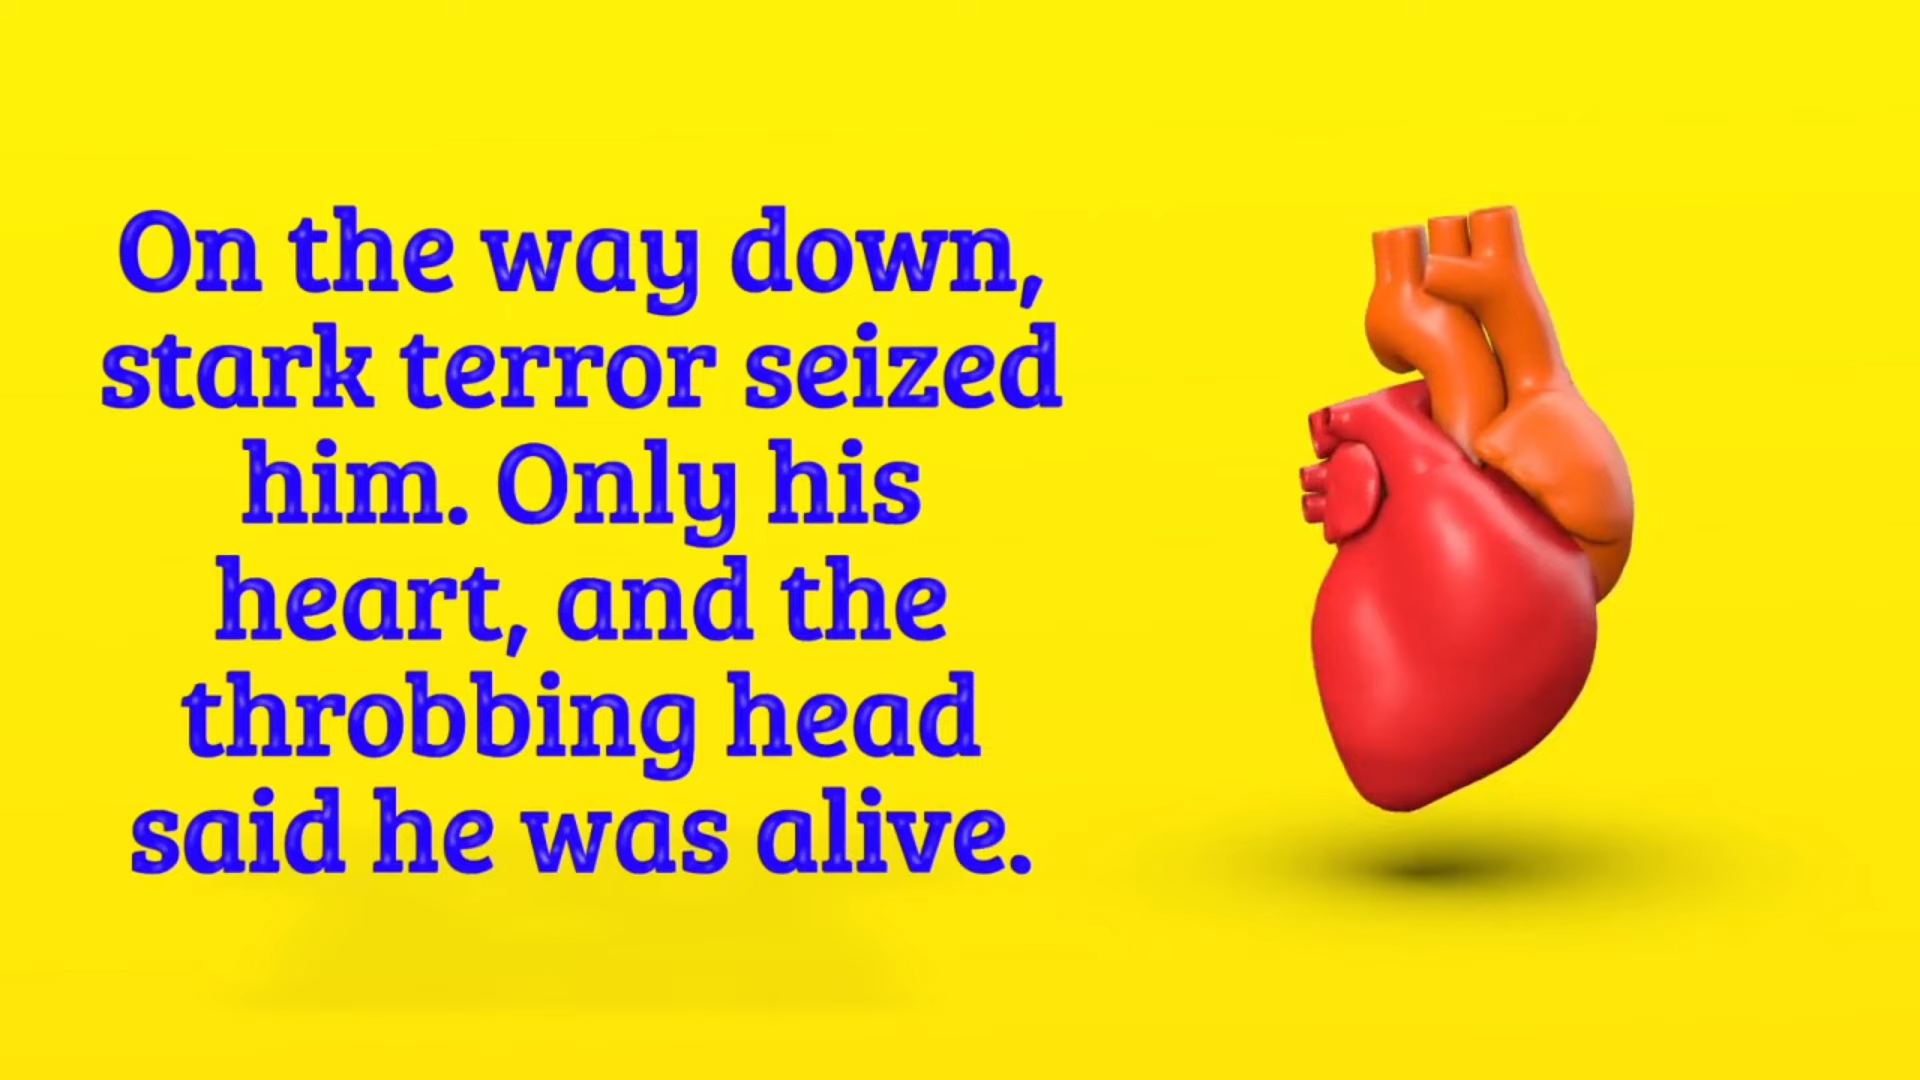 On the way down,
stark terror seized
him. Only his
heart, and the
throbbing head
said he was alive.